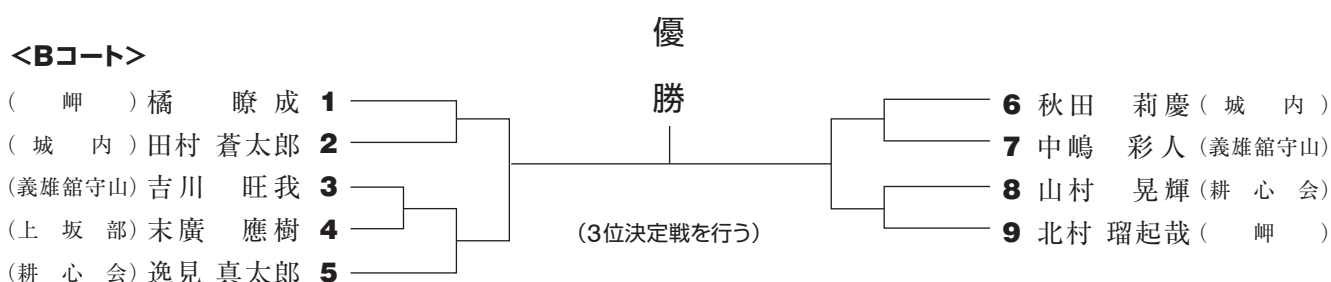 優
勝
<Bコート>
(岬)橘 瞭成 1
(城内)田村 蒼太郎 2
(義雄舘守山)吉川 旺我 3
(上坂部)末廣 應樹 4
(耕心会)逸見 真太郎 5
(3位決定戦を行う)
6 秋田 莉慶(城内)
7 中嶋 彩人(義雄舘守山)
8 山村 晃輝(耕心会)
9 北村 瑠起哉(岬)